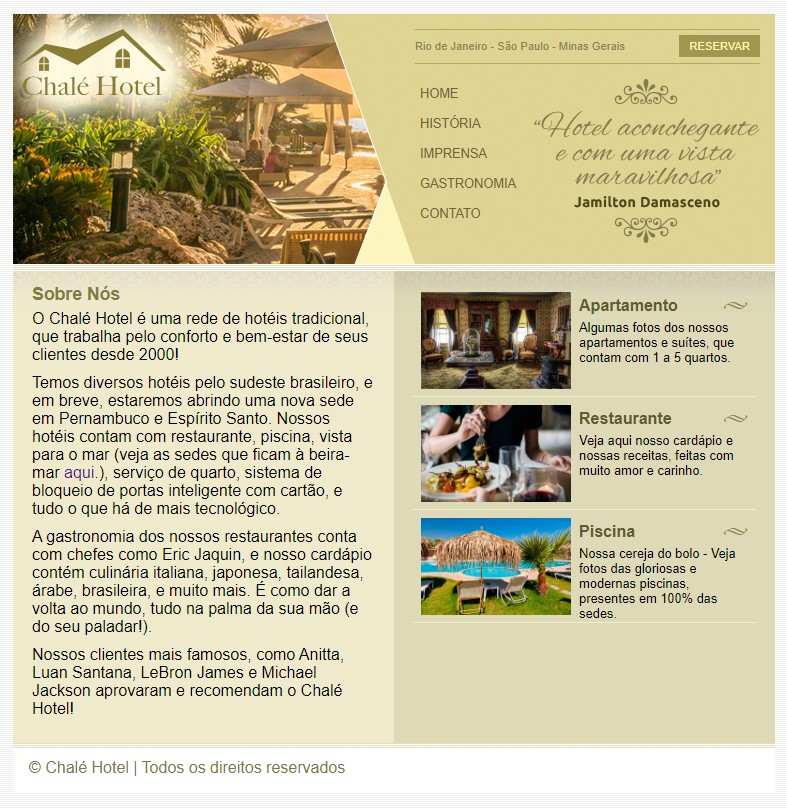 Chalé Hotel
Rio de Janeiro - São Paulo - Minas Gerais
RESERVAR
HOME
HISTÓRIA
IMPRENSA
GASTRONOMIA
CONTATO
“Hotel aconchegante
e com uma vista
maravilhosa”
Jamilton Damasceno
Sobre Nós
O Chalé Hotel é uma rede de hotéis tradicional,
que trabalha pelo conforto e bem-estar de seus
clientes desde 2000!
Temos diversos hotéis pelo sudeste brasileiro, e
em breve, estaremos abrindo uma nova sede
em Pernambuco e Espírito Santo. Nossos
hotéis contam com restaurante, piscina, vista
para o mar (veja as sedes que ficam à beira-
mar aqui.), serviço de quarto, sistema de
bloqueio de portas inteligente com cartão, e
tudo o que há de mais tecnológico.
A gastronomia dos nossos restaurantes conta
com chefes como Eric Jaquin, e nosso cardápio
contém culinária italiana, japonesa, tailandesa,
árabe, brasileira, e muito mais. É como dar a
volta ao mundo, tudo na palma da sua mão (e
do seu paladar!).
Nossos clientes mais famosos, como Anitta,
Luan Santana, LeBron James e Michael
Jackson aprovaram e recomendam o Chalé
Hotel!
Apartamento
Algumas fotos dos nossos
apartamentos e suítes, que
contam com 1 a 5 quartos.
Restaurante
Veja aqui nosso cardápio e
nossas receitas, feitas com
muito amor e carinho.
Piscina
Nossa cereja do bolo - Veja
fotos das gloriosas e
modernas piscinas,
presentes em 100% das
sedes.
© Chalé Hotel | Todos os direitos reservados